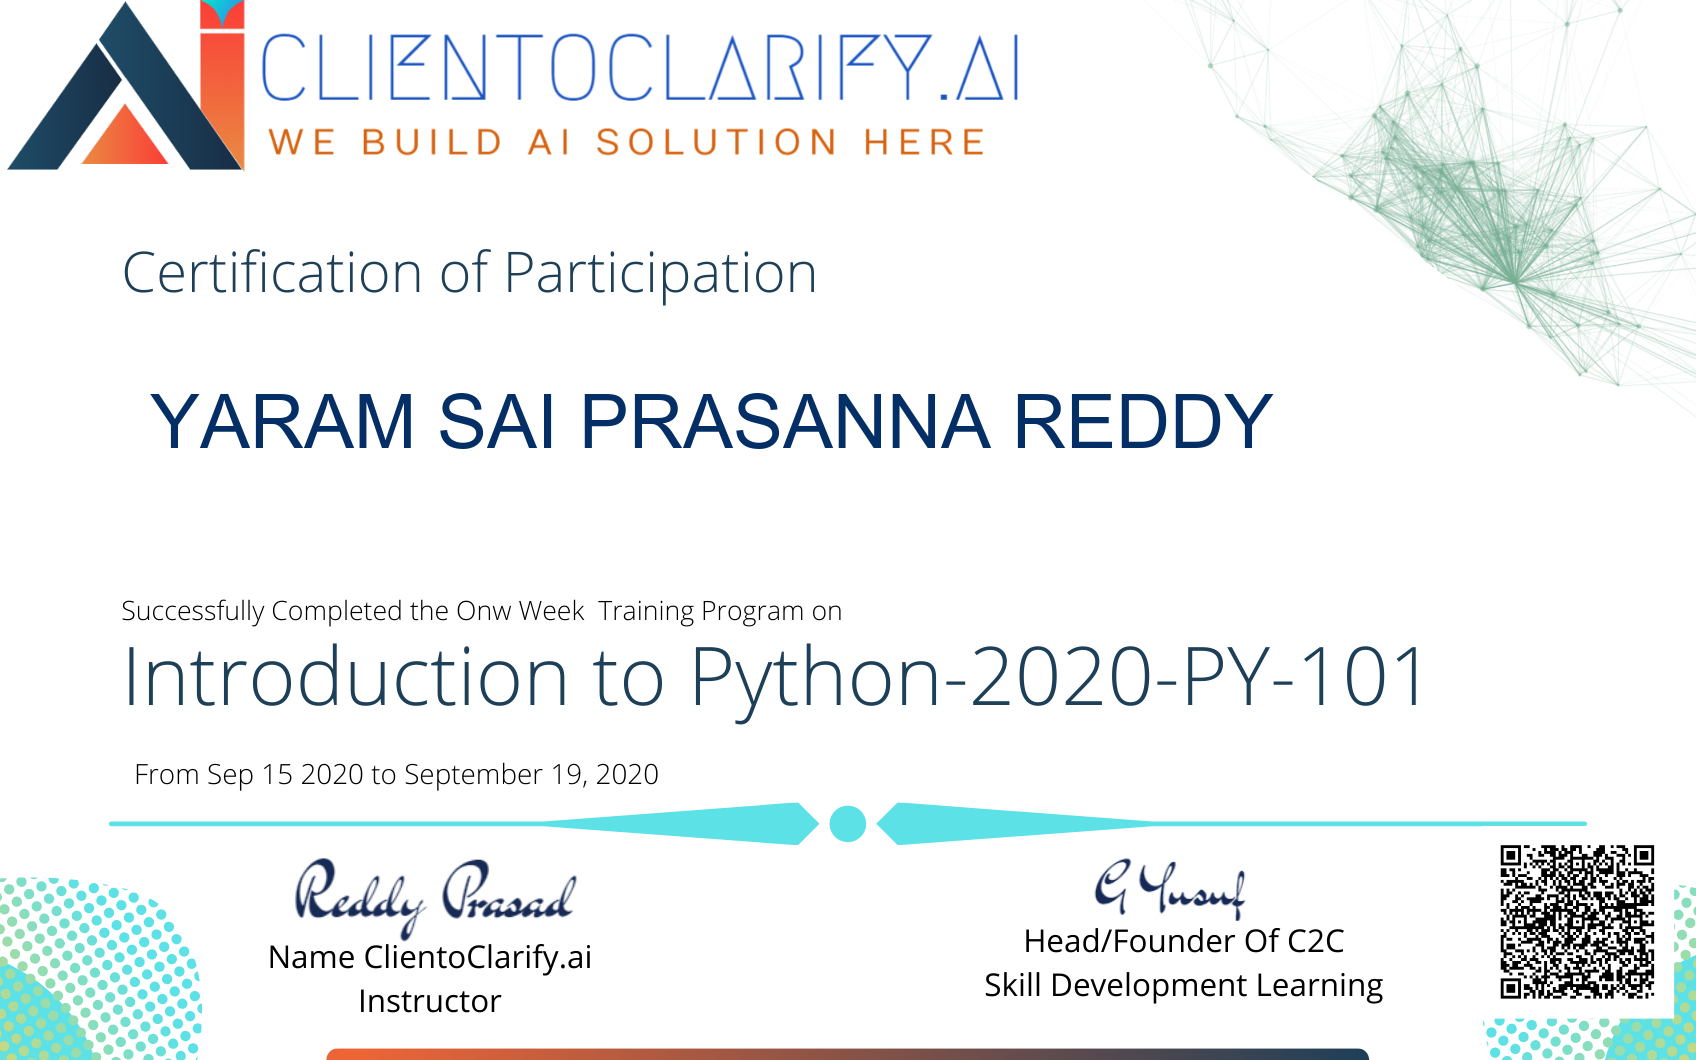 Ai CLIENTOCLARIFY.AI
WE BUILD AI SOLUTION HERE
Certification of Participation
YARAM SAI PRASANNA REDDY
Successfully Completed the Onw Week  Training Program on
Introduction to Python-2020-PY-101
From Sep 15 2020 to September 19, 2020
Reddy Prasad
Name ClientoClarify.ai
Instructor
G Yusuf
Head/Founder Of C2C
Skill Development Learning